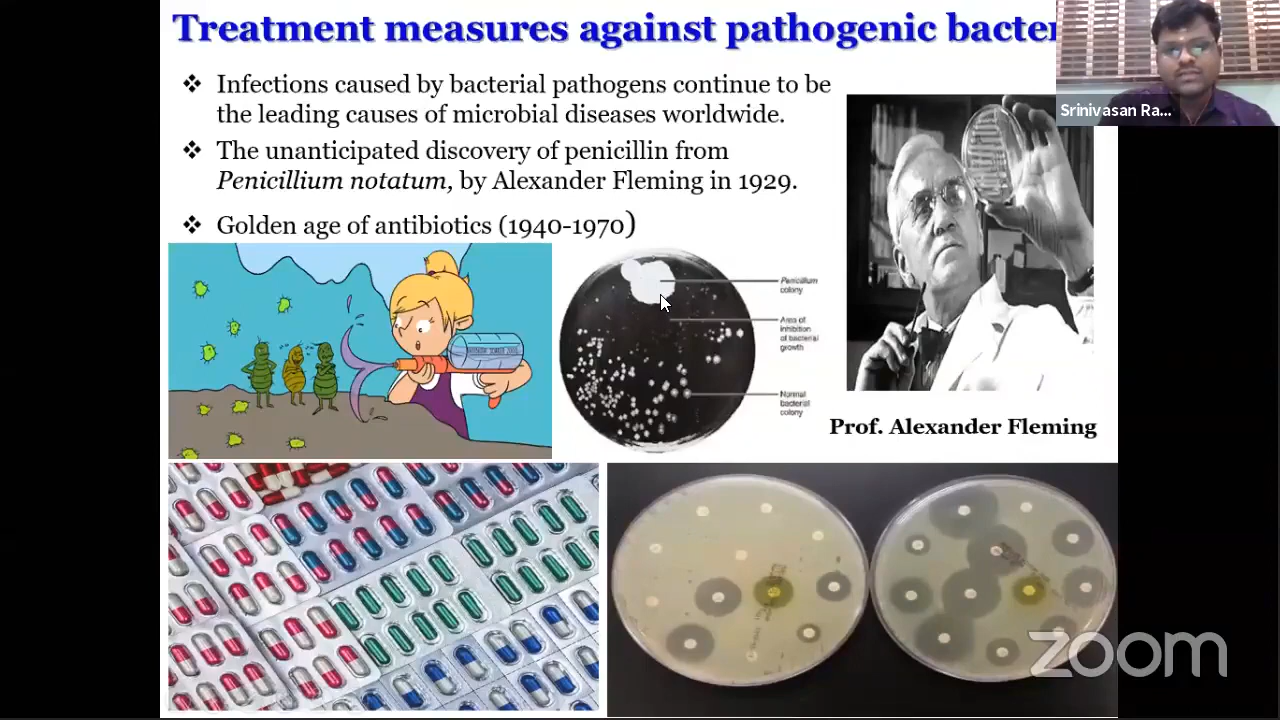 Treatment measures against pathogenic bacter
Srinivasan Ra...
❖ Infections caused by bacterial pathogens continue to be
the leading causes of microbial diseases worldwide.
❖ The unanticipated discovery of penicillin from
Penicillium notatum, by Alexander Fleming in 1929.
❖ Golden age of antibiotics (1940-1970)
Penicillium
colony
Area of
inhibition
of bacterial
growth
Normal
bacterial
colony
Prof. Alexander Fleming
zoom